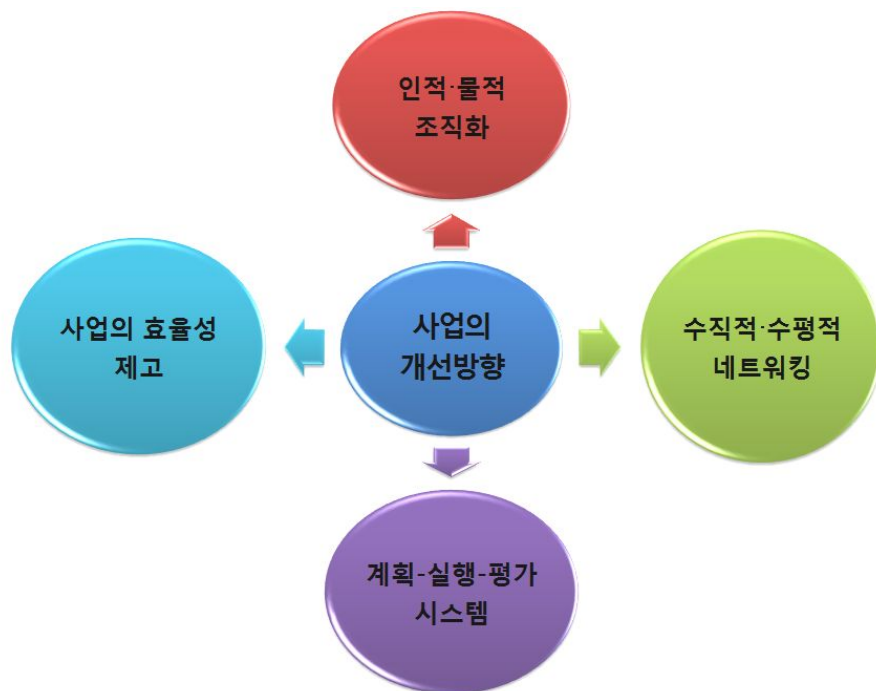 인적·물적
조직화
사업의 효율성
제고
사업의
개선방향
수직적·수평적
네트워킹
계획-실행-평가
시스템